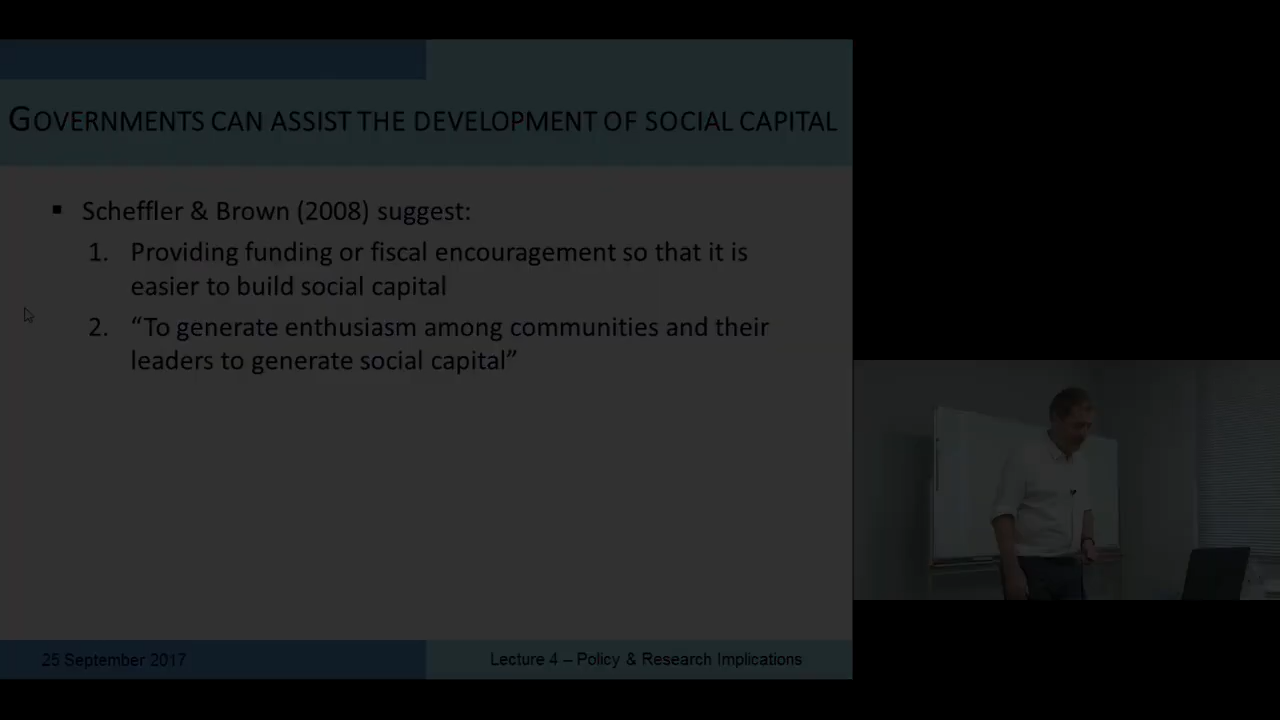 GOVERNMENTS CAN ASSIST THE DEVELOPMENT OF SOCIAL CAPITAL
▪ Scheffler & Brown (2008) suggest:
1. Providing funding or fiscal encouragement so that it is
easier to build social capital
2. “To generate enthusiasm among communities and their
leaders to generate social capital”
25 September 2017
Lecture 4 – Policy & Research Implications